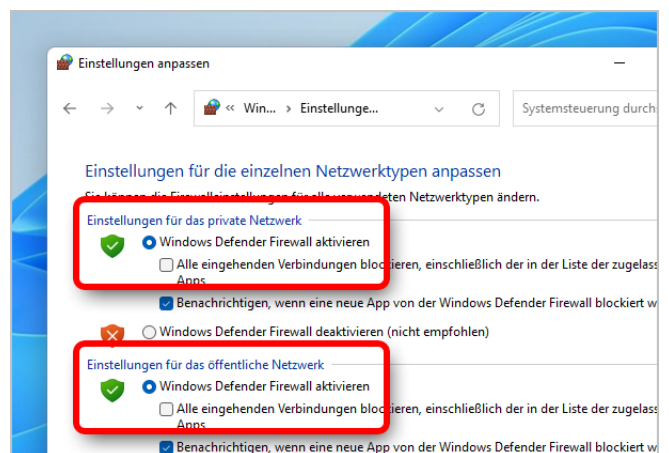 Einstellungen anpassen
« Win... › Einstellunge...
Systemsteuerung durch
Einstellungen für die einzelnen Netzwerktypen anpassen
Sie können die Firewalleinstellungen für alle verwendeten Netzwerktypen ändern.
Einstellungen für das private Netzwerk
Windows Defender Firewall aktivieren
Alle eingehenden Verbindungen blockieren, einschließlich der in der Liste der zugelass
Apps
Benachrichtigen, wenn eine neue App von der Windows Defender Firewall blockiert w
Windows Defender Firewall deaktivieren (nicht empfohlen)
Einstellungen für das öffentliche Netzwerk
Windows Defender Firewall aktivieren
Alle eingehenden Verbindungen blockieren, einschließlich der in der Liste der zugelass
Apps
Benachrichtigen, wenn eine neue App von der Windows Defender Firewall blockiert w